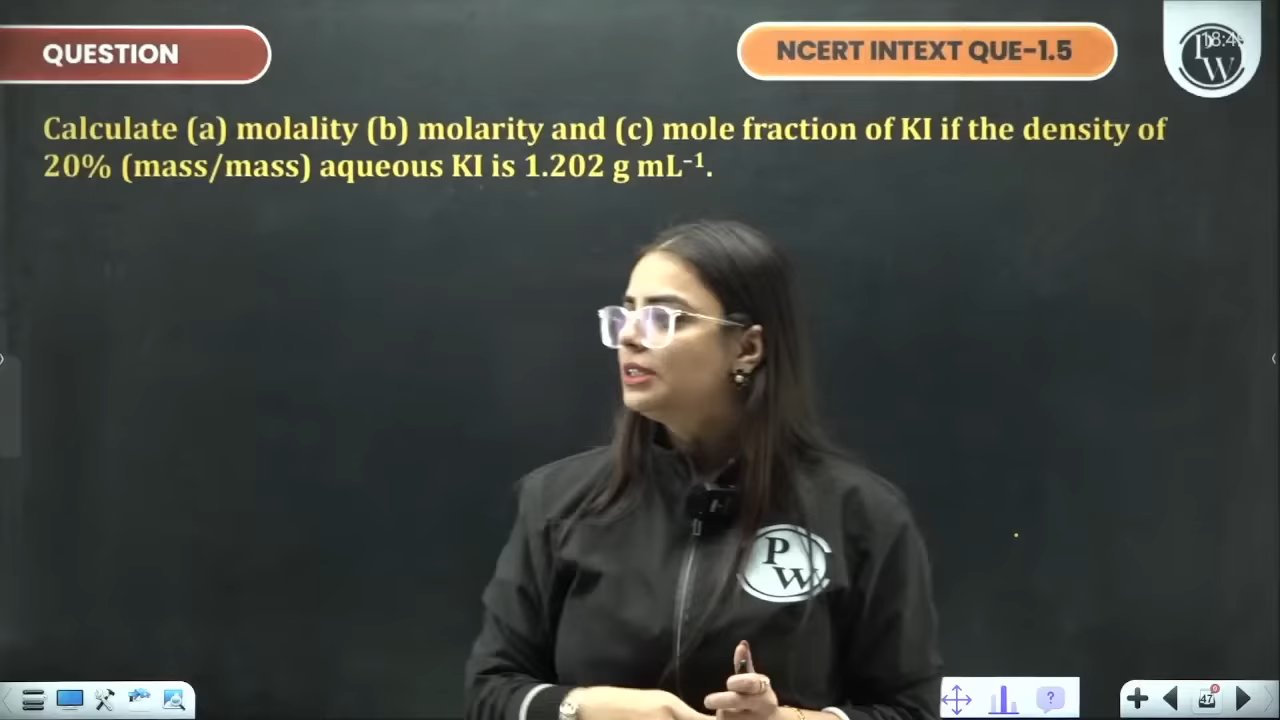 QUESTION
NCERT INTEXT QUE-1.5
Calculate (a) molality (b) molarity and (c) mole fraction of KI if the density of
20% (mass/mass) aqueous KI is 1.202 g mL⁻¹.
P
W
?
47